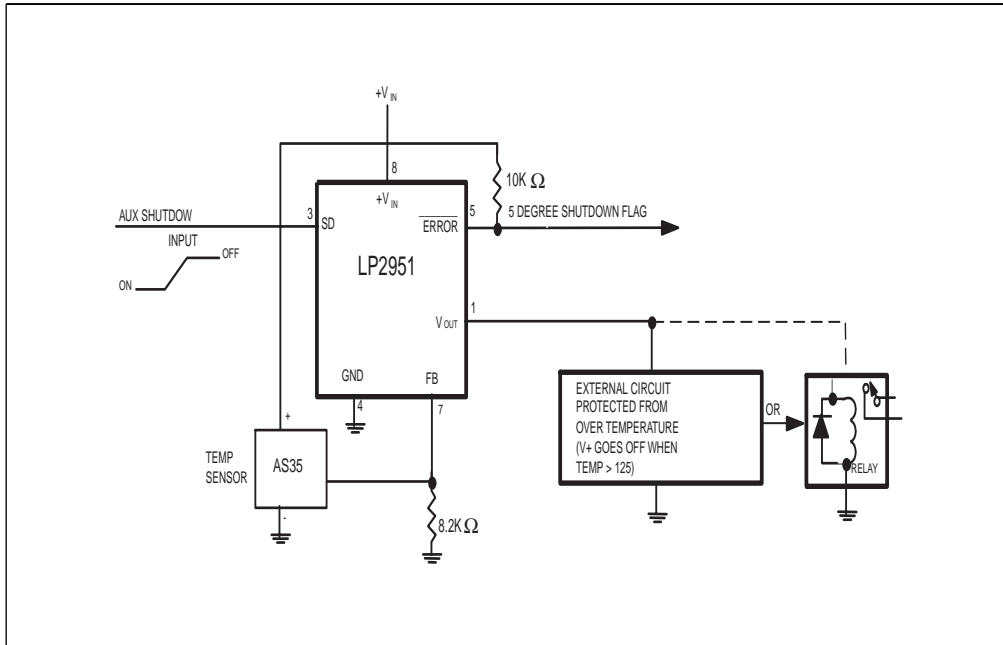 +V IN
8
10K Ω
+V IN
3
SD
5
ERROR
5 DEGREE SHUTDOWN FLAG
AUX SHUTDOW
INPUT
OFF
ON
LP2951
1
V OUT
GND
FB
4
7
EXTERNAL CIRCUIT
PROTECTED FROM
OVER TEMPERATURE
(V+ GOES OFF WHEN
TEMP > 125)
OR
RELAY
+
TEMP
SENSOR
AS35
-
8.2K Ω